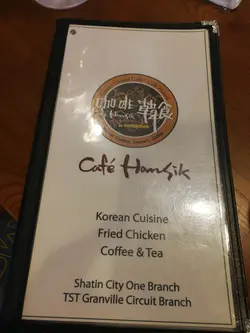 咖啡韓食
Café Hansik
Korean Cuisine
Fried Chicken
Coffee & Tea
Shatin City One Branch
TST Granville Circuit Branch